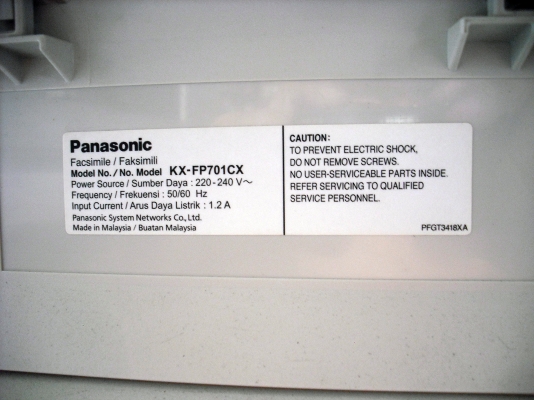 Panasonic
Facsimile / Faksimili
Model No./No. Model KX-FP701CX
Power Source / Sumber Daya : 220-240 V～
Frequency / Frekuensi : 50/60 Hz
Input Current / Arus Daya Listrik : 1.2 A
Panasonic System Networks Co., Ltd.
Made in Malaysia / Buatan Malaysia
CAUTION:
TO PREVENT ELECTRIC SHOCK,
DO NOT REMOVE SCREWS.
NO USER-SERVICEABLE PARTS INSIDE.
REFER SERVICING TO QUALIFIED
SERVICE PERSONNEL.
PFGT3418XA